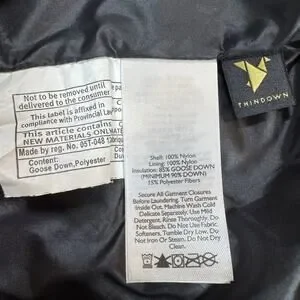 Not to be removed until
delivered to the consumer
This label is affixed in
compliance with Provincial Law
This article contains
NEW MATERIALS ONLY
Made by reg. No. 05T-048
Content:
Goose Down, Polyester
THINDOWN
Shell: 100% Nylon
Lining: 100% Nylon
Insulation: 85% GOOSE DOWN
(MINIMUM 90% DOWN)
15% Polyester Fibers
Secure All Garment Closures
Before Laundering. Turn Garment
Inside Out. Machine Wash Cold
Delicate Separately. Use Mild
Detergent. Rinse Thoroughly. Do
Not Bleach. Do Not Use Fabric
Softeners. Tumble Dry Low. Do
Not Iron Or Steam. Do Not